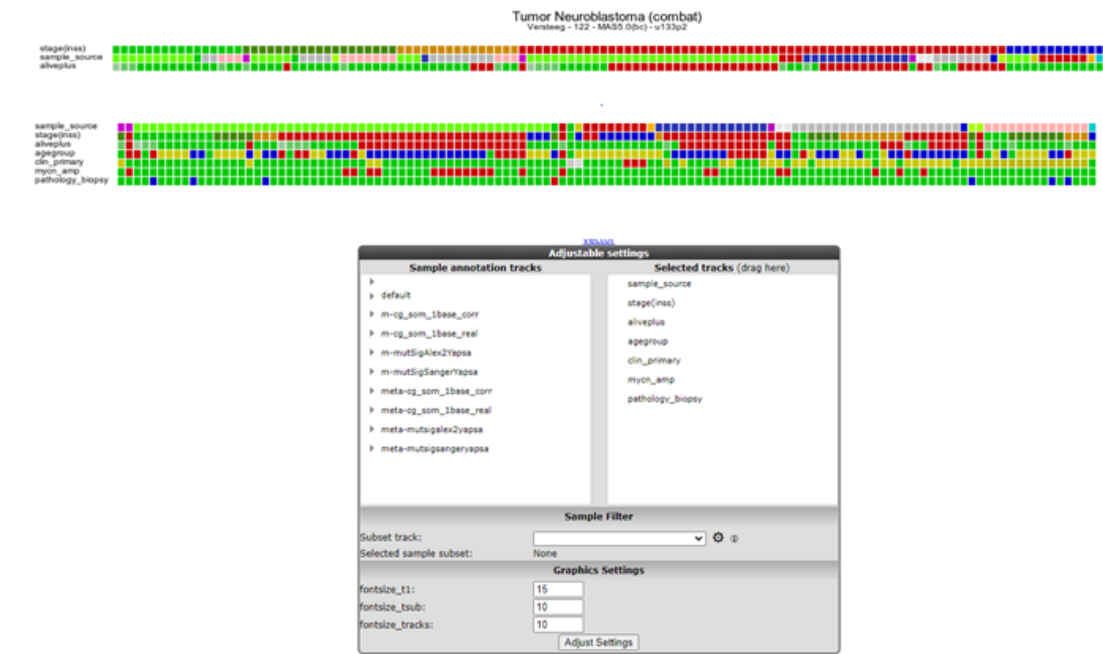 Tumor Neuroblastoma (combat)
Versteeg - 122 - MAS5.0(bc) - u133p2
stage(inss)
sample_source
aliveplus
sample_source
stage(inss)
aliveplus
agegroup
clin_primary
mycn_amp
pathology_biopsy
Adjustable settings
Sample annotation tracks
Selected tracks (drag here)
default
m-cg_som_1base_corr
m-cg_som_1base_real
m-mutSigAlex2Yapsa
m-mutSigSangerYapsa
meta-cg_som_1base_corr
meta-cg_som_1base_real
meta-mutsigalex2yapsa
meta-mutsigsangeryapsa
sample_source
stage(inss)
aliveplus
agegroup
clin_primary
mycn_amp
pathology_biopsy
Sample Filter
Subset track:
Selected sample subset: None
Graphics Settings
fontsize_t1: 15
fontsize_tsub: 10
fontsize_tracks: 10
Adjust Settings